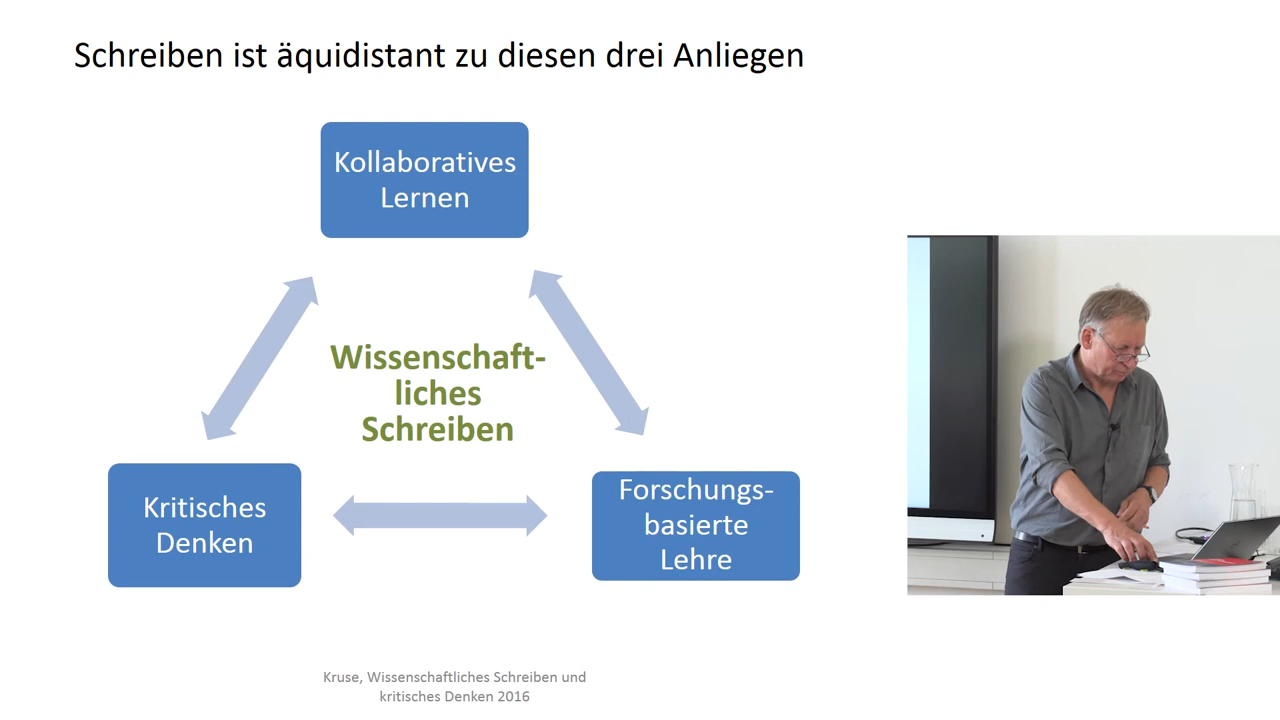 Schreiben ist äquidistant zu diesen drei Anliegen
Kollaboratives
Lernen
Wissenschaft-
liches
Schreiben
Kritisches
Denken
Forschungs-
basierte
Lehre
Kruse, Wissenschaftliches Schreiben und
kritisches Denken 2016